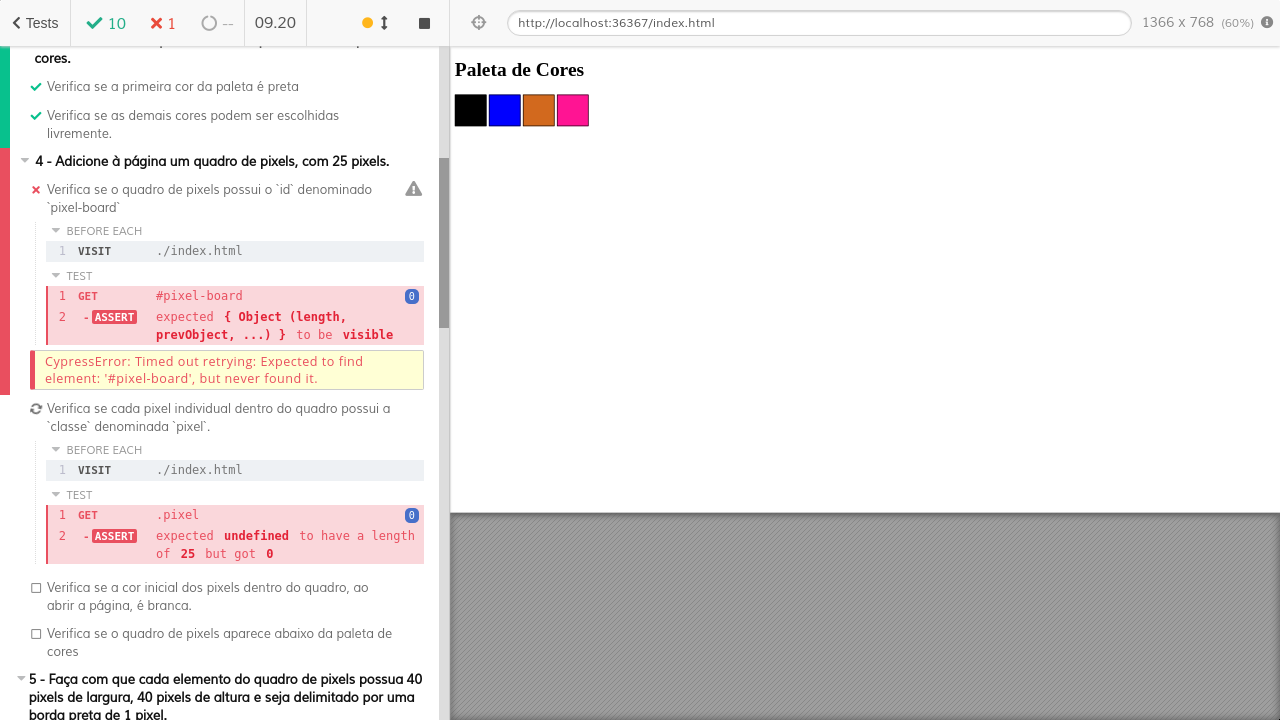 Tests
10
1
--
09.20
http://localhost:36367/index.html
1366 x 768 (60%)
cores.
Verifica se a primeira cor da paleta é preta
Verifica se as demais cores podem ser escolhidas
livremente.
4 - Adicione à página um quadro de pixels, com 25 pixels.
Verifica se o quadro de pixels possui o `id` denominado
`pixel-board`
BEFORE EACH
1 VISIT ./index.html
TEST
1 GET #pixel-board 0
2 -ASSERT expected { Object (length,
prevObject, ...) } to be visible
CypressError: Timed out retrying: Expected to find
element: '#pixel-board', but never found it.
Verifica se cada pixel individual dentro do quadro possui a
`classe` denominada `pixel`.
BEFORE EACH
1 VISIT ./index.html
TEST
1 GET .pixel 0
2 -ASSERT expected undefined to have a length
of 25 but got 0
Verifica se a cor inicial dos pixels dentro do quadro, ao
abrir a página, é branca.
Verifica se o quadro de pixels aparece abaixo da paleta de
cores
5 - Faça com que cada elemento do quadro de pixels possua 40
pixels de largura, 40 pixels de altura e seja delimitado por uma
borda preta de 1 pixel.
Paleta de Cores